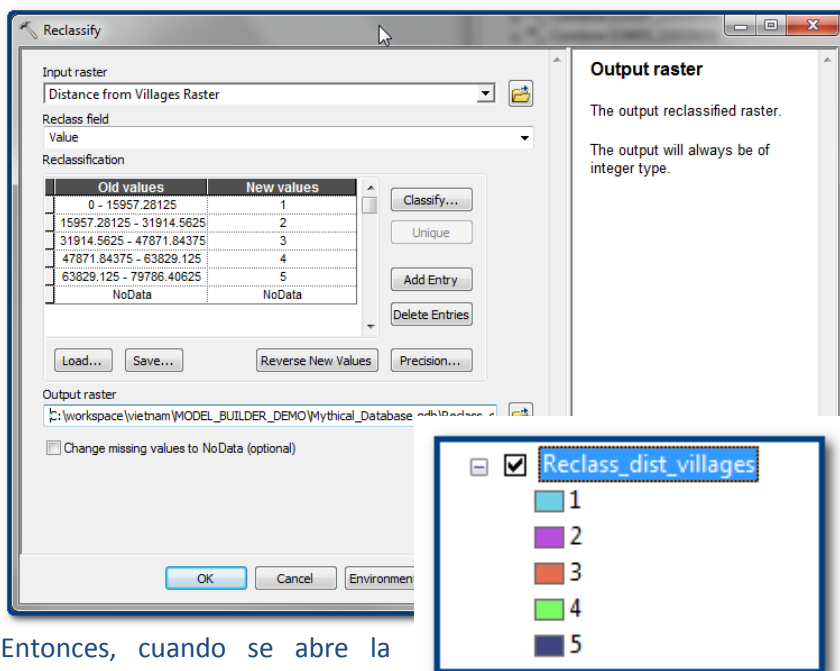 Reclassify
Input raster
Distance from Villages Raster
Reclass field
Value
Reclassification
Old values New values
0 - 15957.28125 1
15957.28125 - 31914.5625 2
31914.5625 - 47871.84375 3
47871.84375 - 63829.125 4
63829.125 - 79786.40625 5
NoData NoData
Classify...
Unique
Add Entry
Delete Entries
Load... Save... Reverse New Values Precision...
Output raster
C:\workspace\vietnam\MODEL_BUILDER_DEMO\Mythical_Database.gdb\Reclass_
Change missing values to NoData (optional)
OK Cancel Environmen
Output raster
The output reclassified raster.
The output will always be of
integer type.
Reclass_dist_villages
1
2
3
4
5
Entonces, cuando se abre la